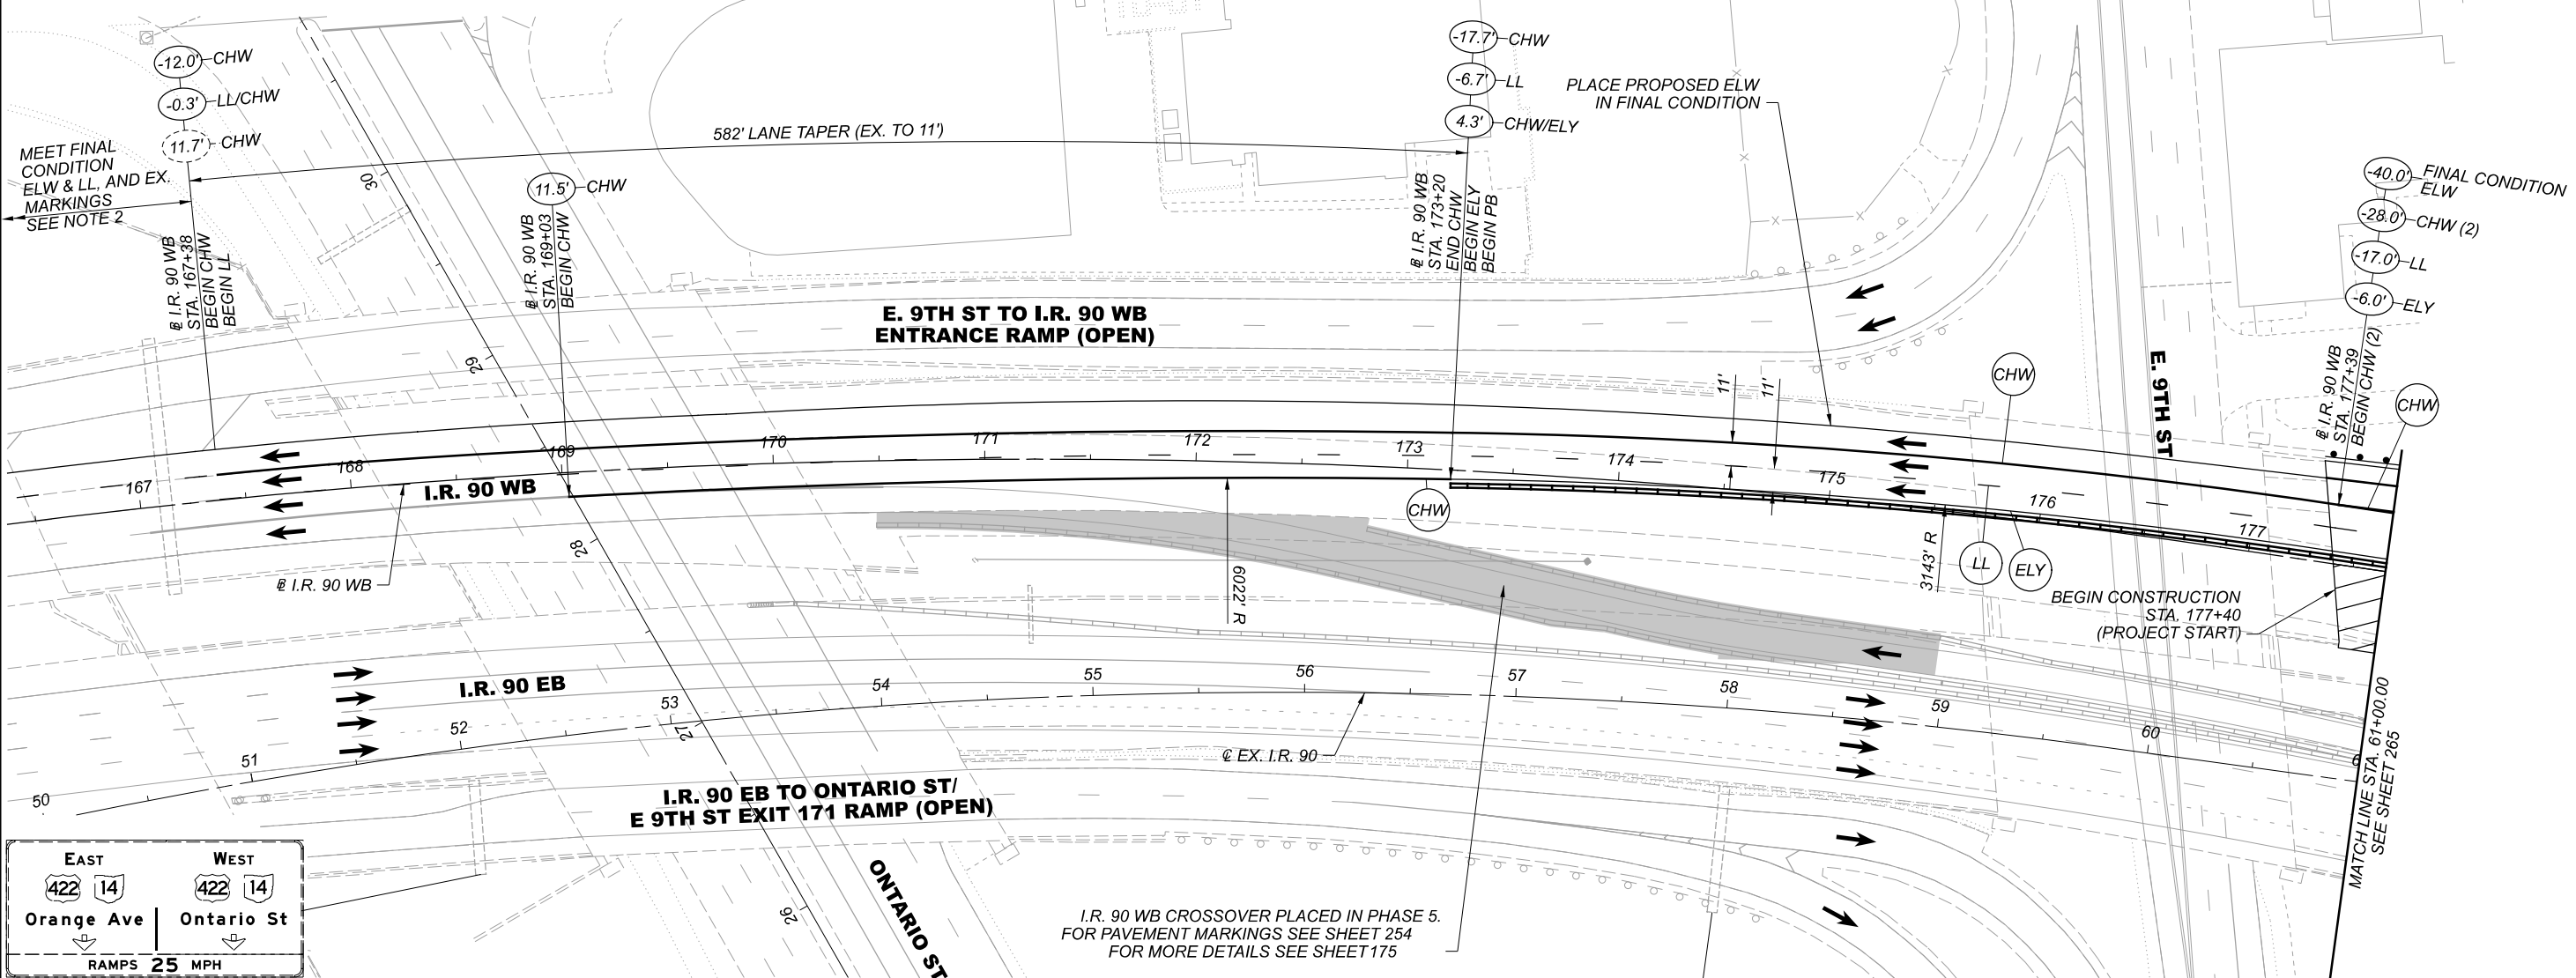 -12.0' CHW
-0.3' LL/CHW
11.7' CHW
MEET FINAL
CONDITION
ELW & LL, AND EX.
MARKINGS
SEE NOTE 2
℄ I.R. 90 WB
STA. 167+38
BEGIN CHW
BEGIN LL
582' LANE TAPER (EX. TO 11')
11.5' CHW
℄ I.R. 90 WB
STA. 169+03
BEGIN CHW
-17.7' CHW
-6.7' LL
4.3' CHW/ELY
℄ I.R. 90 WB
STA. 173+20
END CHW
BEGIN ELY
BEGIN PB
PLACE PROPOSED ELW
IN FINAL CONDITION
-40.0' FINAL CONDITION
ELW
-28.0' CHW (2)
-17.0' LL
-6.0' ELY
℄ I.R. 90 WB
STA. 177+39
BEGIN CHW (2)
CHW
E. 9TH ST TO I.R. 90 WB
ENTRANCE RAMP (OPEN)
11'
11'
CHW
E. 9TH ST
30
29
28
27
26
167
168
169
170
171
172
173
174
175
176
177
I.R. 90 WB
℄ I.R. 90 WB
CHW
6022' R
3143' R
LL
ELY
BEGIN CONSTRUCTION
STA. 177+40
(PROJECT START)
I.R. 90 EB
50
51
52
53
54
55
56
57
58
59
60
℄ EX. I.R. 90
MATCH LINE STA. 61+00.00
SEE SHEET 265
I.R. 90 EB TO ONTARIO ST/
E 9TH ST EXIT 171 RAMP (OPEN)
ONTARIO ST
I.R. 90 WB CROSSOVER PLACED IN PHASE 5.
FOR PAVEMENT MARKINGS SEE SHEET 254
FOR MORE DETAILS SEE SHEET175
EAST
422 14
Orange Ave
WEST
422 14
Ontario St
RAMPS 25 MPH